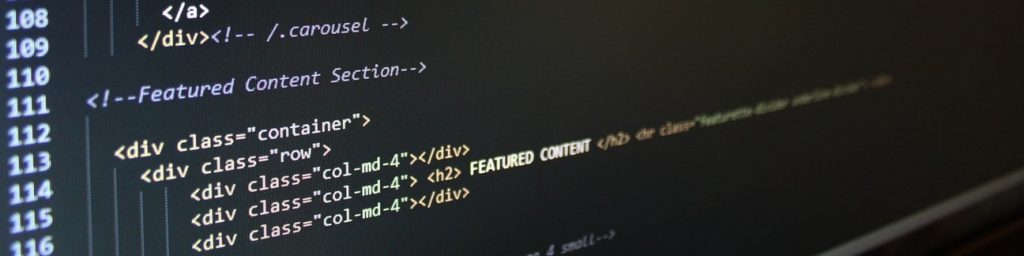 108 </a>
109 </div><!-- /.carousel -->
110
111 <!--Featured Content Section-->
112
113 <div class="container">
114 <div class="row">
115 <div class="col-md-4"></div>
116 <div class="col-md-4"> <h2> FEATURED CONTENT </h2> <hr class="
<div class="col-md-4"></div>
4 small-->